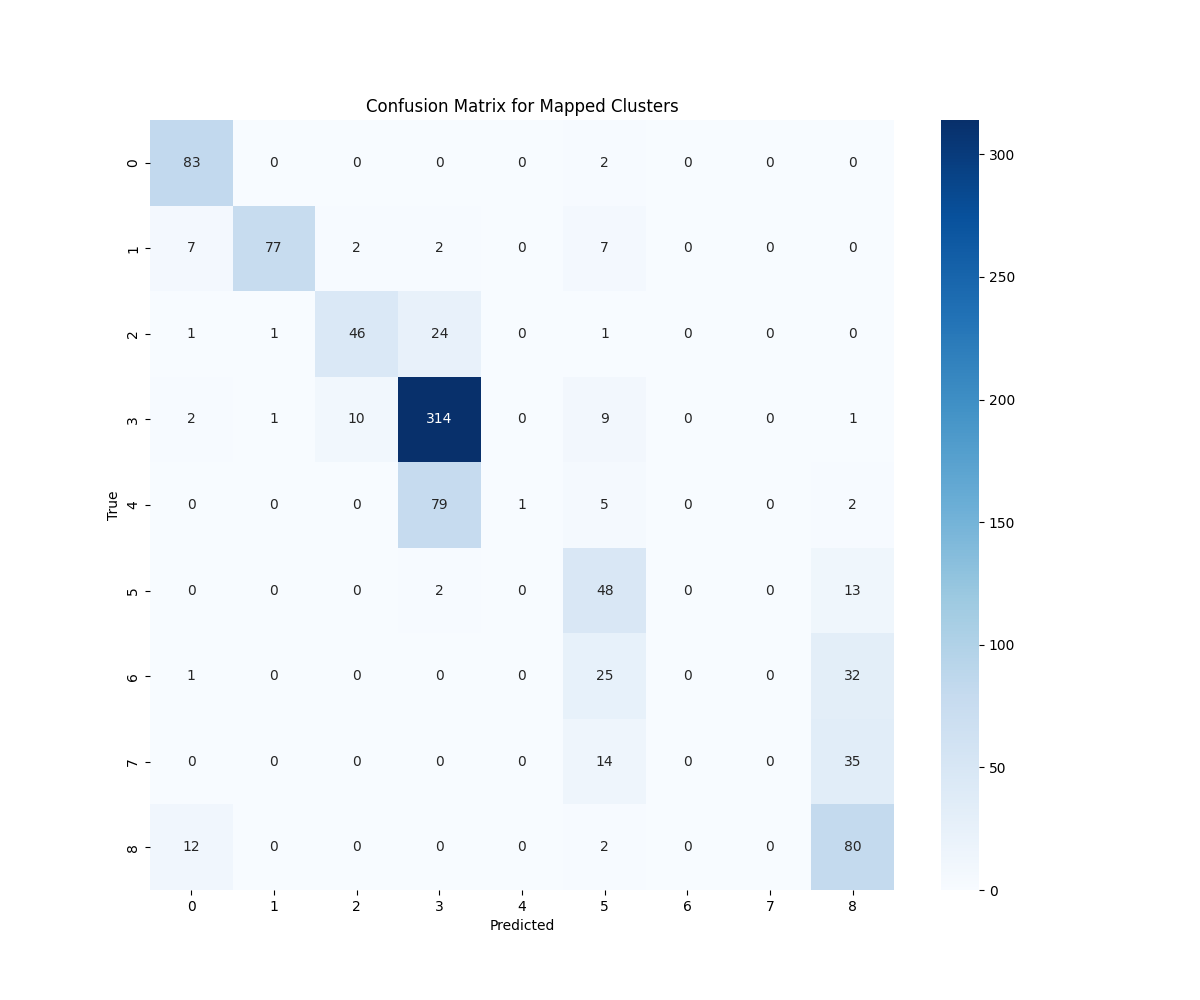 Confusion Matrix for Mapped Clusters
0 83 0 0 0 0 2 0 0 0
1 7 77 2 2 0 7 0 0 0
2 1 1 46 24 0 1 0 0 0
3 2 1 10 314 0 9 0 0 1
4 0 0 0 79 1 5 0 0 2
5 0 0 0 2 0 48 0 0 13
6 1 0 0 0 0 25 0 0 32
7 0 0 0 0 0 14 0 0 35
8 12 0 0 0 0 2 0 0 80
0 1 2 3 4 5 6 7 8
Predicted
True
300
250
200
150
100
50
0